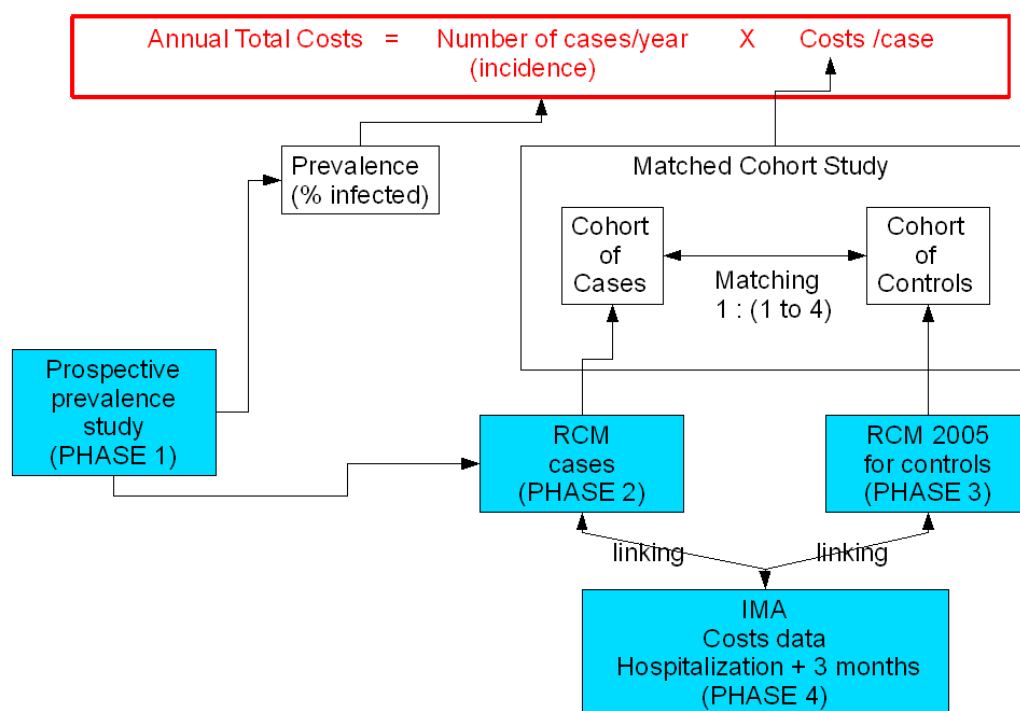 Annual Total Costs = Number of cases/year X Costs /case
(incidence)
Prevalence
(% infected)
Matched Cohort Study
Cohort
of
Cases
Matching
1 : (1 to 4)
Cohort
of
Controls
Prospective
prevalence
study
(PHASE 1)
RCM
cases
(PHASE 2)
RCM 2005
for controls
(PHASE 3)
linking
linking
IMA
Costs data
Hospitalization + 3 months
(PHASE 4)